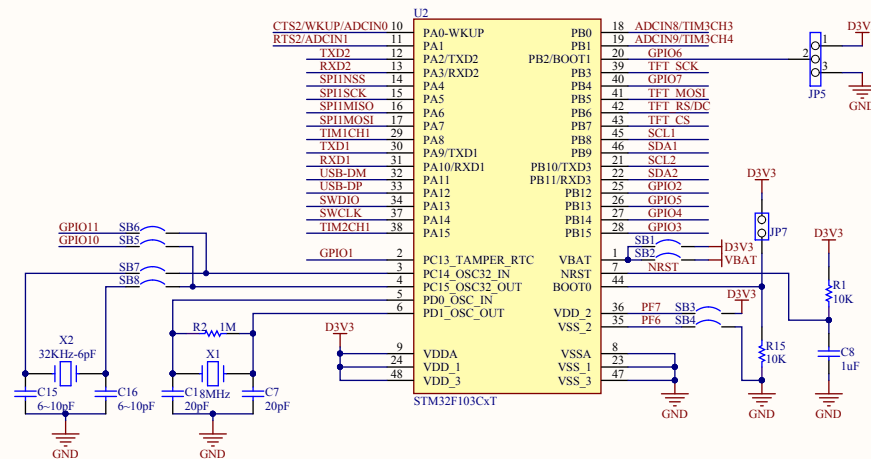 U2
CTS2/WKUP/ADCIN0 10 PA0-WKUP
RTS2/ADCIN1 11 PA1
TXD2 12 PA2/TXD2
RXD2 13 PA3/RXD2
SPI1NSS 14 PA4
SPI1SCK 15 PA5
SPI1MISO 16 PA6
SPI1MOSI 17 PA7
TIM1CH1 29 PA8
TXD1 30 PA9/TXD1
RXD1 31 PA10/RXD1
USB-DM 32 PA11
USB-DP 33 PA12
SWDIO 34 PA13
SWCLK 37 PA14
TIM2CH1 38 PA15
GPIO1 2 PC13_TAMPER_RTC
3 PC14_OSC32_IN
4 PC15_OSC32_OUT
5 PD0_OSC_IN
6 PD1_OSC_OUT
9 VDDA
24 VDD_1
48 VDD_3
PB0 18 ADCIN8/TIM3CH3
PB1 19 ADCIN9/TIM3CH4
PB2/BOOT1 20 GPIO6
PB3 39 TFT_SCK
PB4 40 GPIO7
PB5 41 TFT_MOSI
PB6 42 TFT_RS/DC
PB7 43 TFT_CS
PB8 45 SCL1
PB9 46 SDA1
PB10/TXD3 21 SCL2
PB11/RXD3 22 SDA2
PB12 25 GPIO2
PB13 26 GPIO5
PB14 27 GPIO4
PB15 28 GPIO3
VBAT 1 SB1 D3V3
SB2 VBAT
NRST 7 NRST
BOOT0 44
VDD_2 36 PF7 SB3 D3V3
VSS_2 35 PF6 SB4
VSSA 8
VSS_1 23
VSS_3 47
STM32F103CxT
GPIO11 SB6
GPIO10 SB5
SB7
SB8
X2
32KHz-6pF
C15
6~10pF
C16
6~10pF
GND
R2 1M
X1
8MHz
C1
20pF
C7
20pF
GND
D3V3
GND
D3V3
1
2
3
JP5
GND
D3V3
JP7
R15
10K
GND
D3V3
R1
10K
C8
1uF
GND